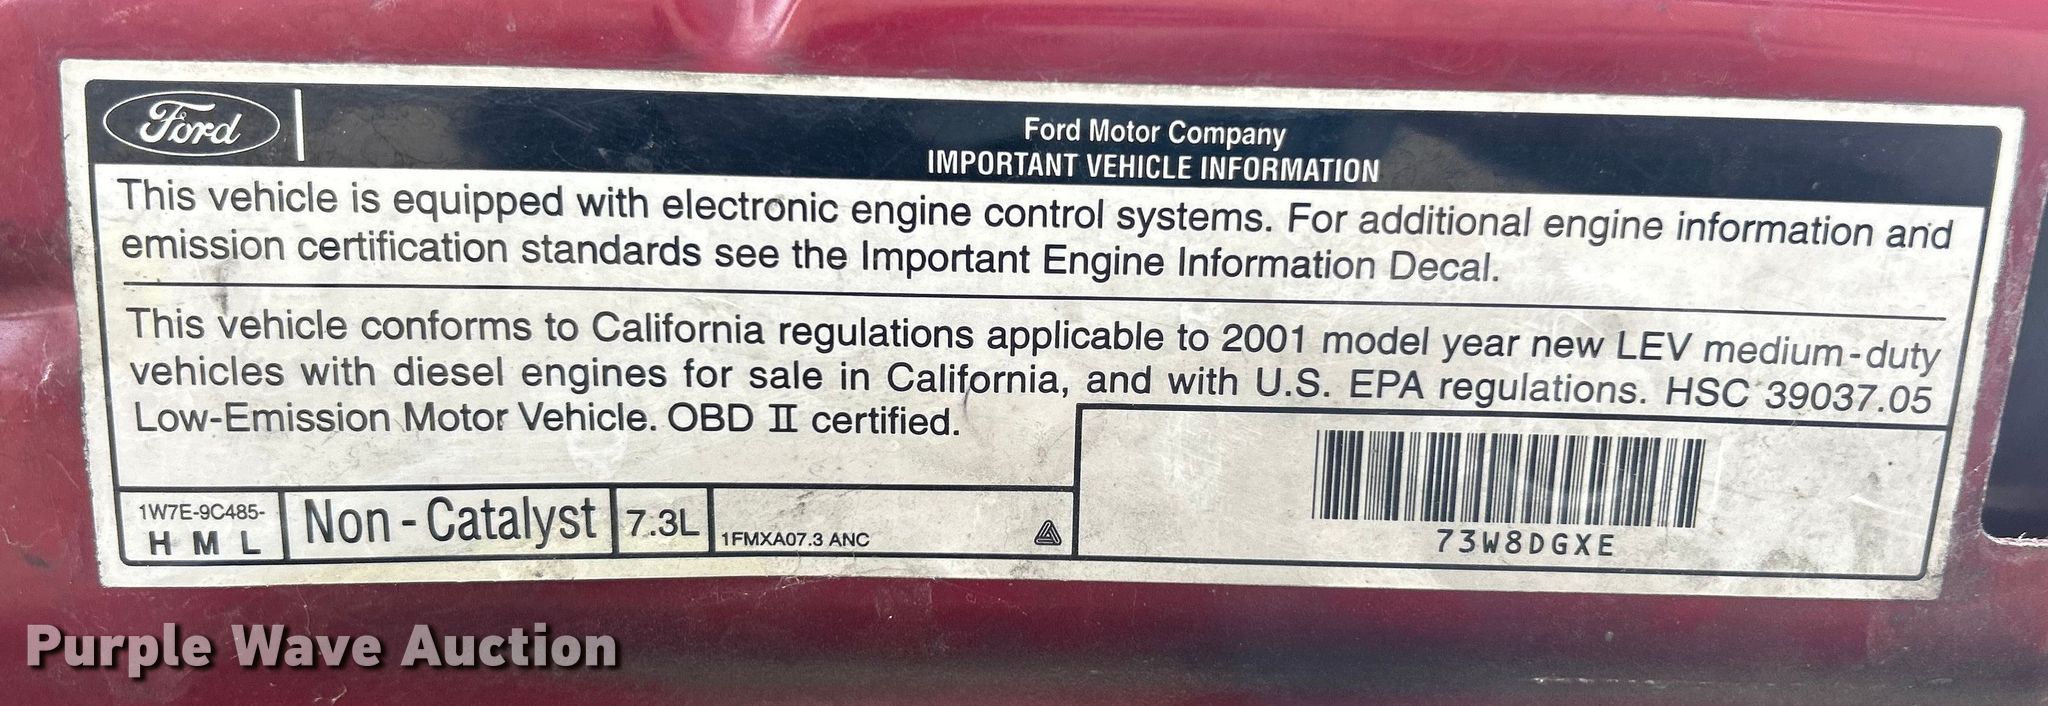 Ford
Ford Motor Company
IMPORTANT VEHICLE INFORMATION
This vehicle is equipped with electronic engine control systems. For additional engine information and
emission certification standards see the Important Engine Information Decal.
This vehicle conforms to California regulations applicable to 2001 model year new LEV medium-duty
vehicles with diesel engines for sale in California, and with U.S. EPA regulations. HSC 39037.05
Low-Emission Motor Vehicle. OBD II certified.
1W7E-9C485-
H M L
Non-Catalyst
7.3L
1FMXA07.3 ANC
73W8DGXE
Purple Wave Auction